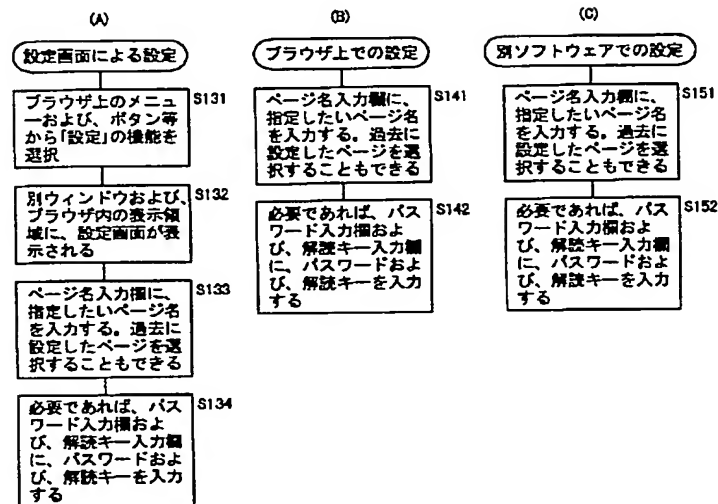 (A)
設定画面による設定
ブラウザ上のメニュ
ーおよび、ボタン等
から「設定」の機能を
選択
S131
別ウィンドウおよび、
ブラウザ内の表示領
域に、設定画面が表
示される
S132
ページ名入力欄に、
指定したいページ名
を入力する。過去に
設定したページを選
択することもできる
S133
必要であれば、パス
ワード入力欄およ
び、解読キー入力欄
に、パスワードおよ
び、解読キーを入力
する
S134
(B)
ブラウザ上での設定
ページ名入力欄に、
指定したいページ名
を入力する。過去に
設定したページを選
択することもできる
S141
必要であれば、パス
ワード入力欄およ
び、解読キー入力欄
に、パスワードおよ
び、解読キーを入力
する
S142
(C)
別ソフトウェアでの設定
ページ名入力欄に、
指定したいページ名
を入力する。過去に
設定したページを選
択することもできる
S151
必要であれば、パス
ワード入力欄およ
び、解読キー入力欄
に、パスワードおよ
び、解読キーを入力
する
S152